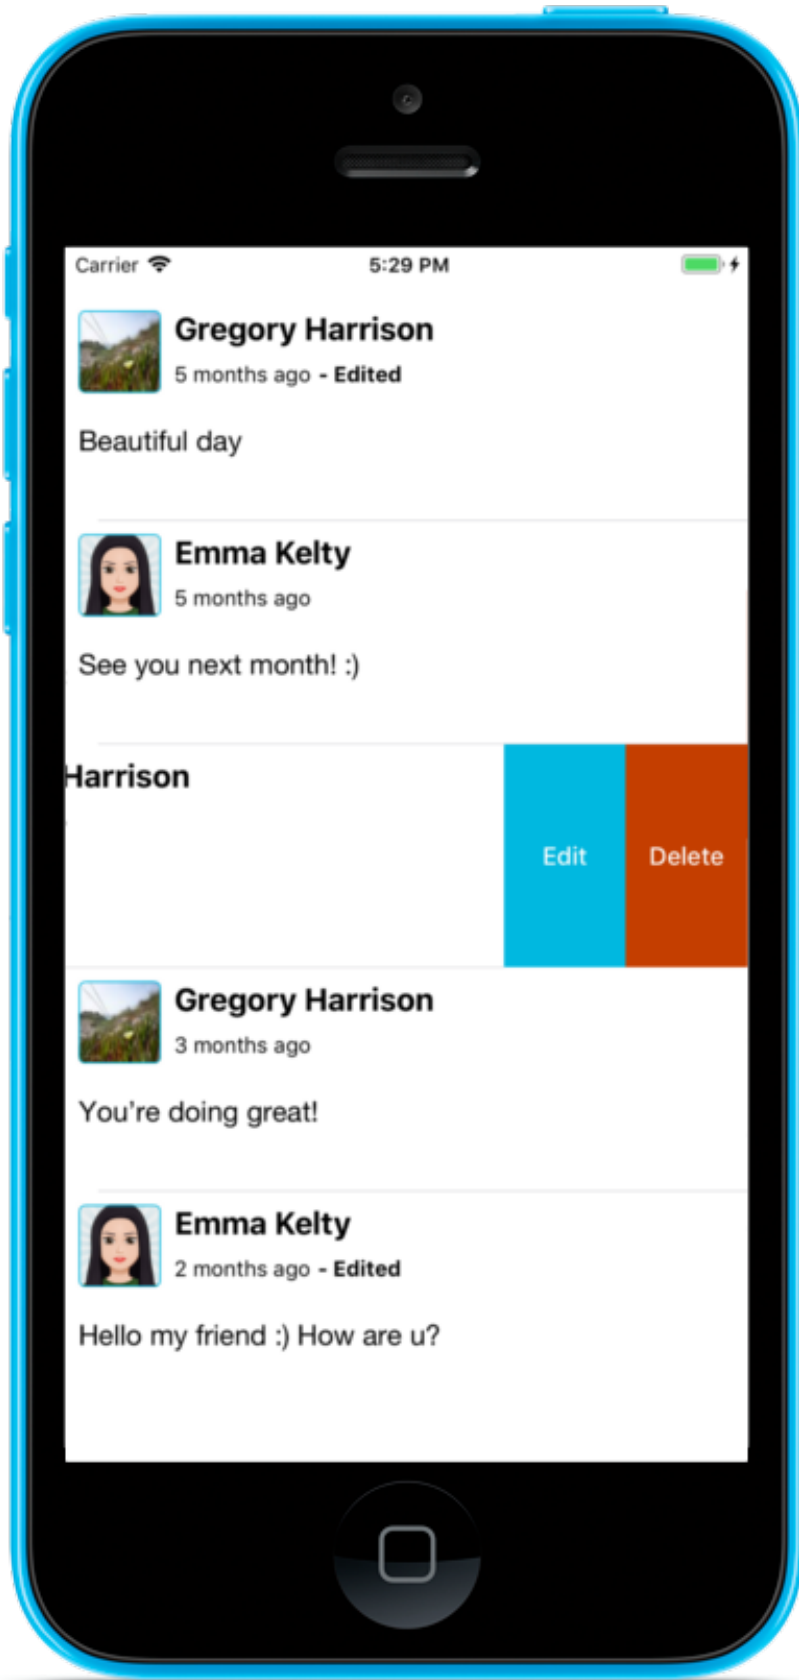 Carrier
5:29 PM
Gregory Harrison
5 months ago - Edited
Beautiful day
Emma Kelty
5 months ago
See you next month! :)
Harrison
Edit
Delete
Gregory Harrison
3 months ago
You're doing great!
Emma Kelty
2 months ago - Edited
Hello my friend :) How are u?